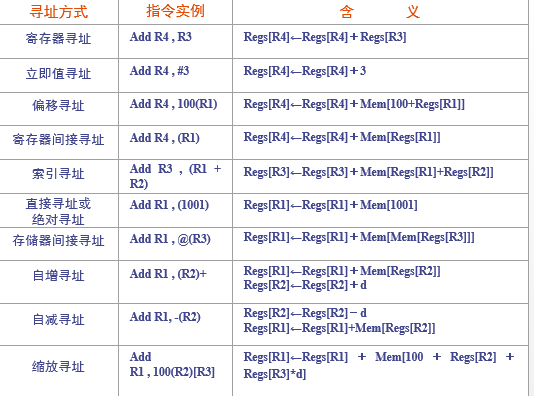 寻址方式 指令实例 含 义
寄存器寻址 Add R4 , R3 Regs[R4]←Regs[R4]＋Regs[R3]
立即值寻址 Add R4 , #3 Regs[R4]←Regs[R4]＋3
偏移寻址 Add R4 , 100(R1) Regs[R4]←Regs[R4]＋Mem[100+Regs[R1]]
寄存器间接寻址 Add R4 , (R1) Regs[R4]←Regs[R4]＋Mem[Regs[R1]]
索引寻址 Add R3 , (R1 + R2) Regs[R3]←Regs[R3]＋Mem[Regs[R1]+Regs[R2]]
直接寻址或
绝对寻址 Add R1 , (1001) Regs[R1]←Regs[R1]＋Mem[1001]
存储器间接寻址 Add R1 , @(R3) Regs[R1]←Regs[R1]＋Mem[Mem[Regs[R3]]]
自增寻址 Add R1 , (R2)+ Regs[R1]←Regs[R1]＋Mem[Regs[R2]]
Regs[R2]←Regs[R2]＋d
自减寻址 Add R1, -(R2) Regs[R2]←Regs[R2]－d
Regs[R1]←Regs[R1]+Mem[Regs[R2]]
缩放寻址 Add
R1 , 100(R2)[R3] Regs[R1]←Regs[R1] ＋ Mem[100 ＋ Regs[R2] ＋
Regs[R3]*d]